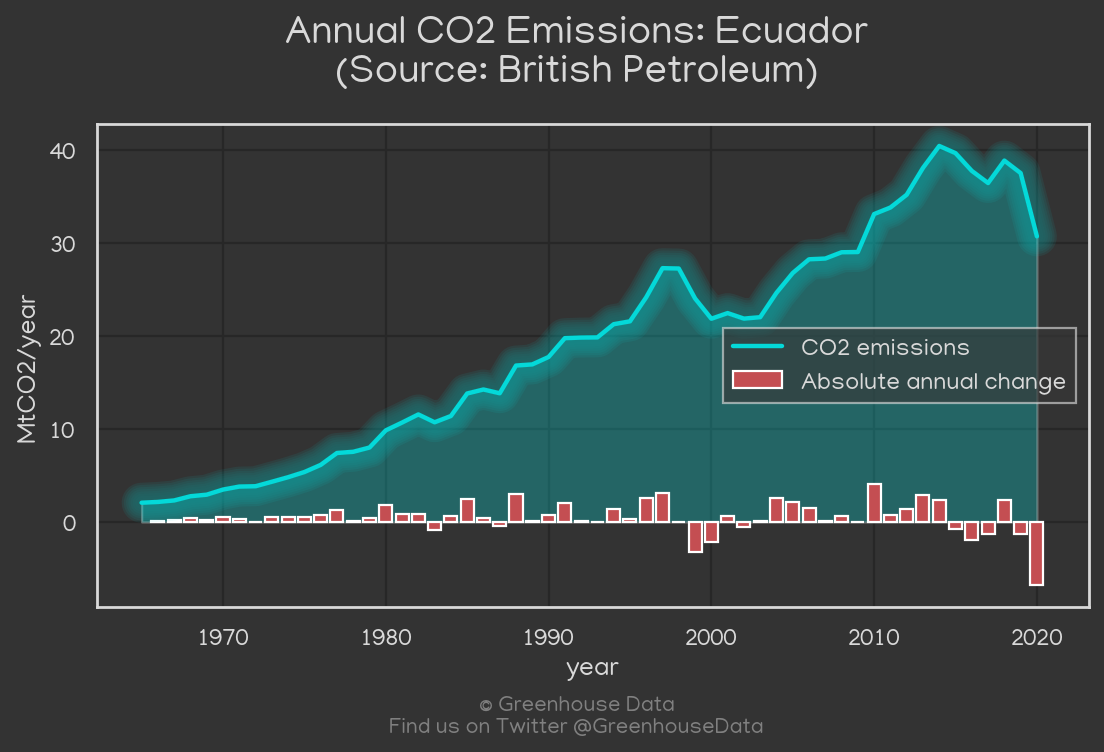 Annual CO2 Emissions: Ecuador
(Source: British Petroleum)
MtCO2/year
40
30
20
10
0
CO2 emissions
Absolute annual change
1970 1980 1990 2000 2010 2020
year
© Greenhouse Data
Find us on Twitter @GreenhouseData